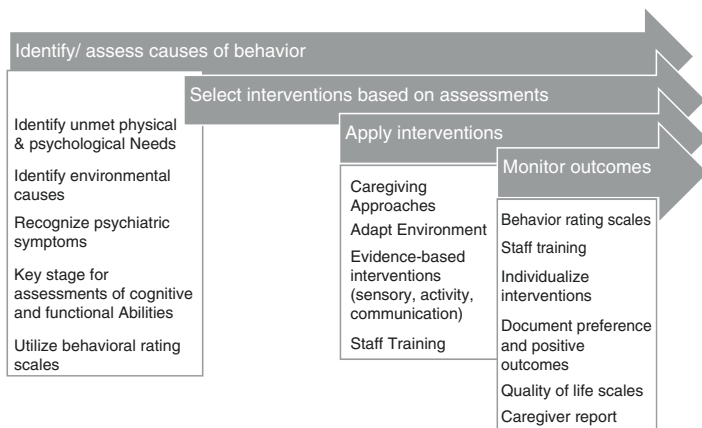 Identify/ assess causes of behavior
Select interventions based on assessments
Apply interventions
Monitor outcomes
Identify unmet physical
& psychological Needs
Identify environmental
causes
Recognize psychiatric
symptoms
Key stage for
assessments of cognitive
and functional Abilities
Utilize behavioral rating
scales
Caregiving
Approaches
Adapt Environment
Evidence-based
interventions
(sensory, activity,
communication)
Staff Training
Behavior rating scales
Staff training
Individualize
interventions
Document preference
and positive
outcomes
Quality of life scales
Caregiver report